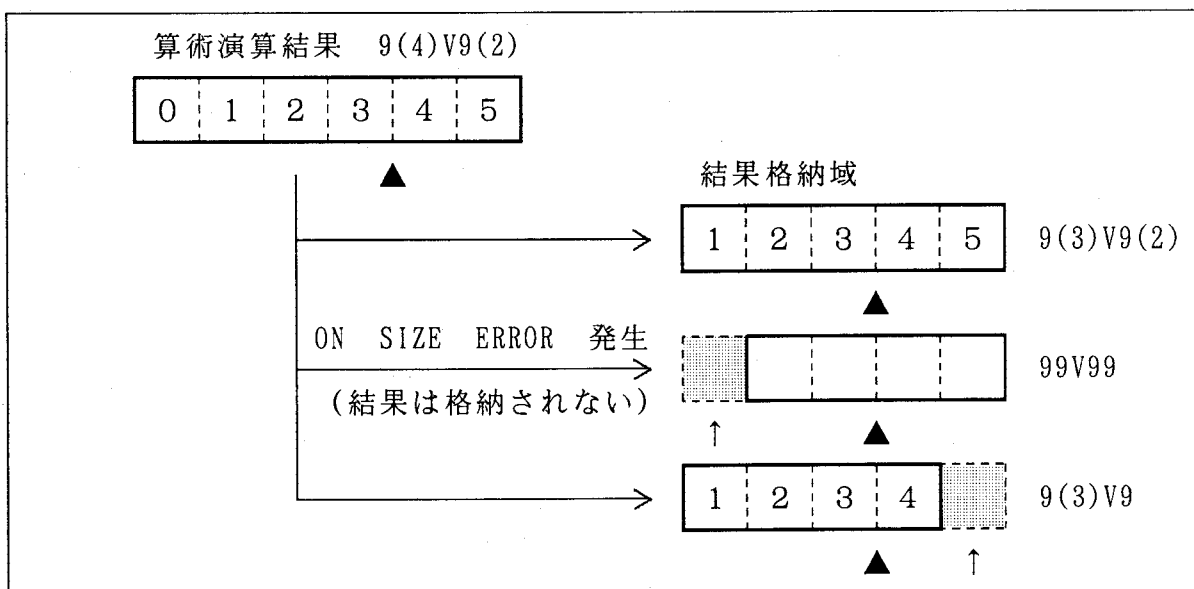 算術演算結果 9(4)V9(2)
0 1 2 3 4 5
▲
結果格納域
1 2 3 4 5 9(3)V9(2)
▲
ON SIZE ERROR 発生
99V99
(結果は格納されない)
↑ ▲
1 2 3 4 9(3)V9
▲ ↑